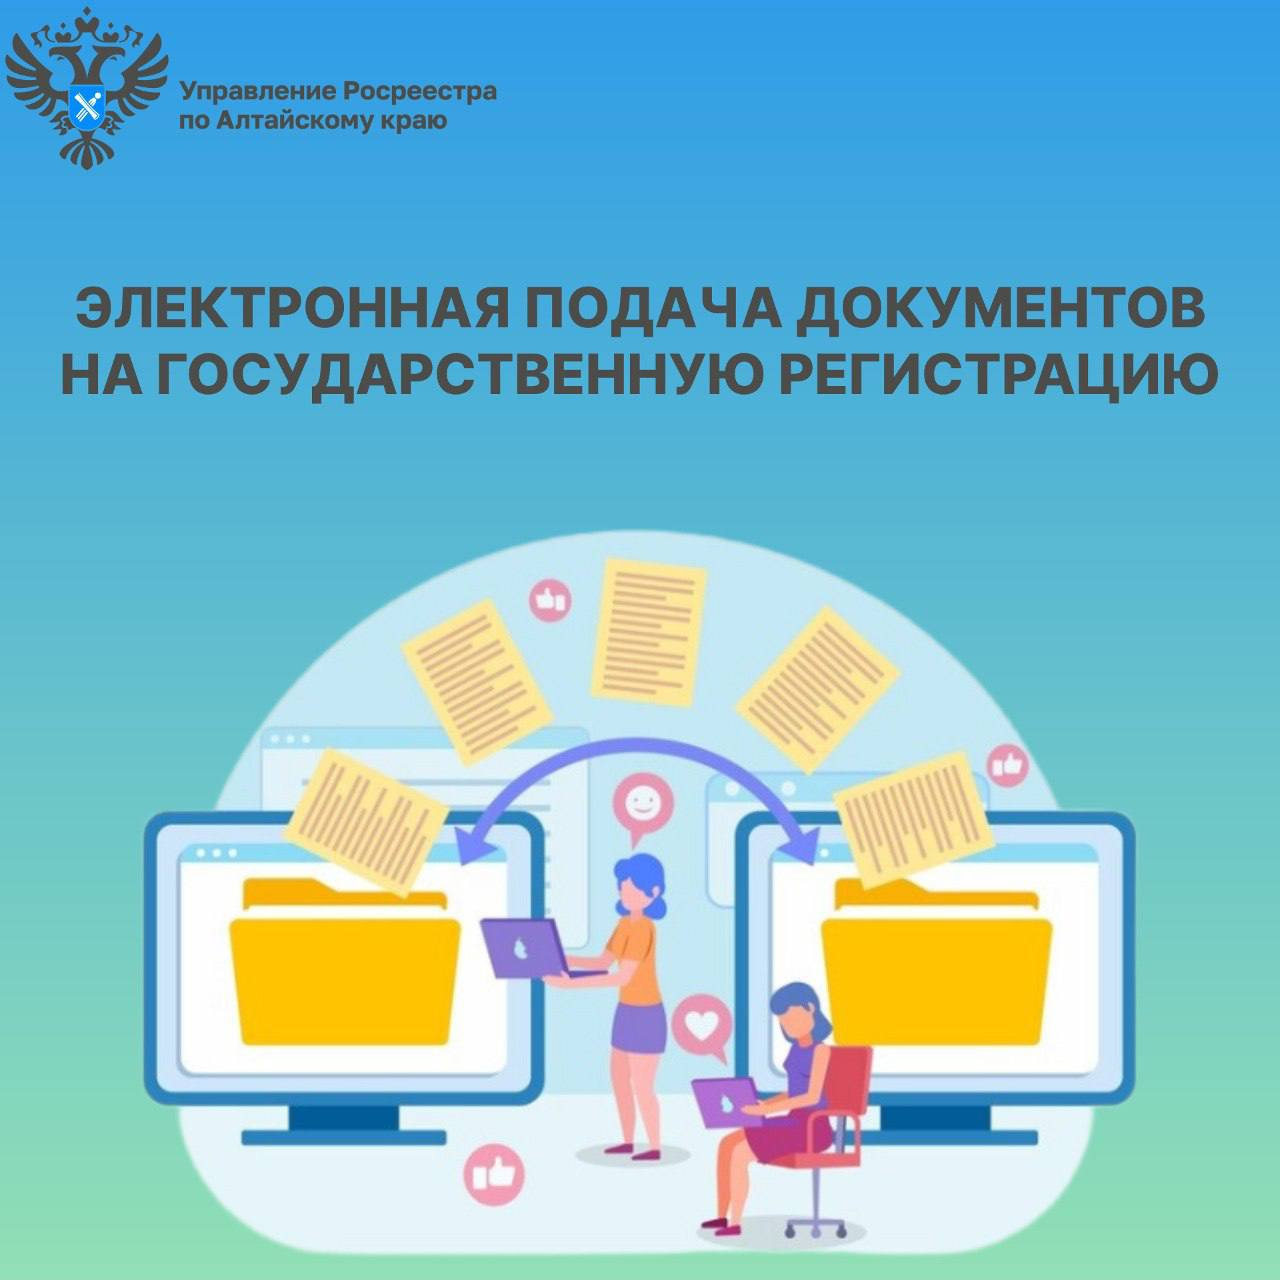 Управление Росреестра
по Алтайскому краю
ЭЛЕКТРОННАЯ ПОДАЧА ДОКУМЕНТОВ
НА ГОСУДАРСТВЕННУЮ РЕГИСТРАЦИЮ